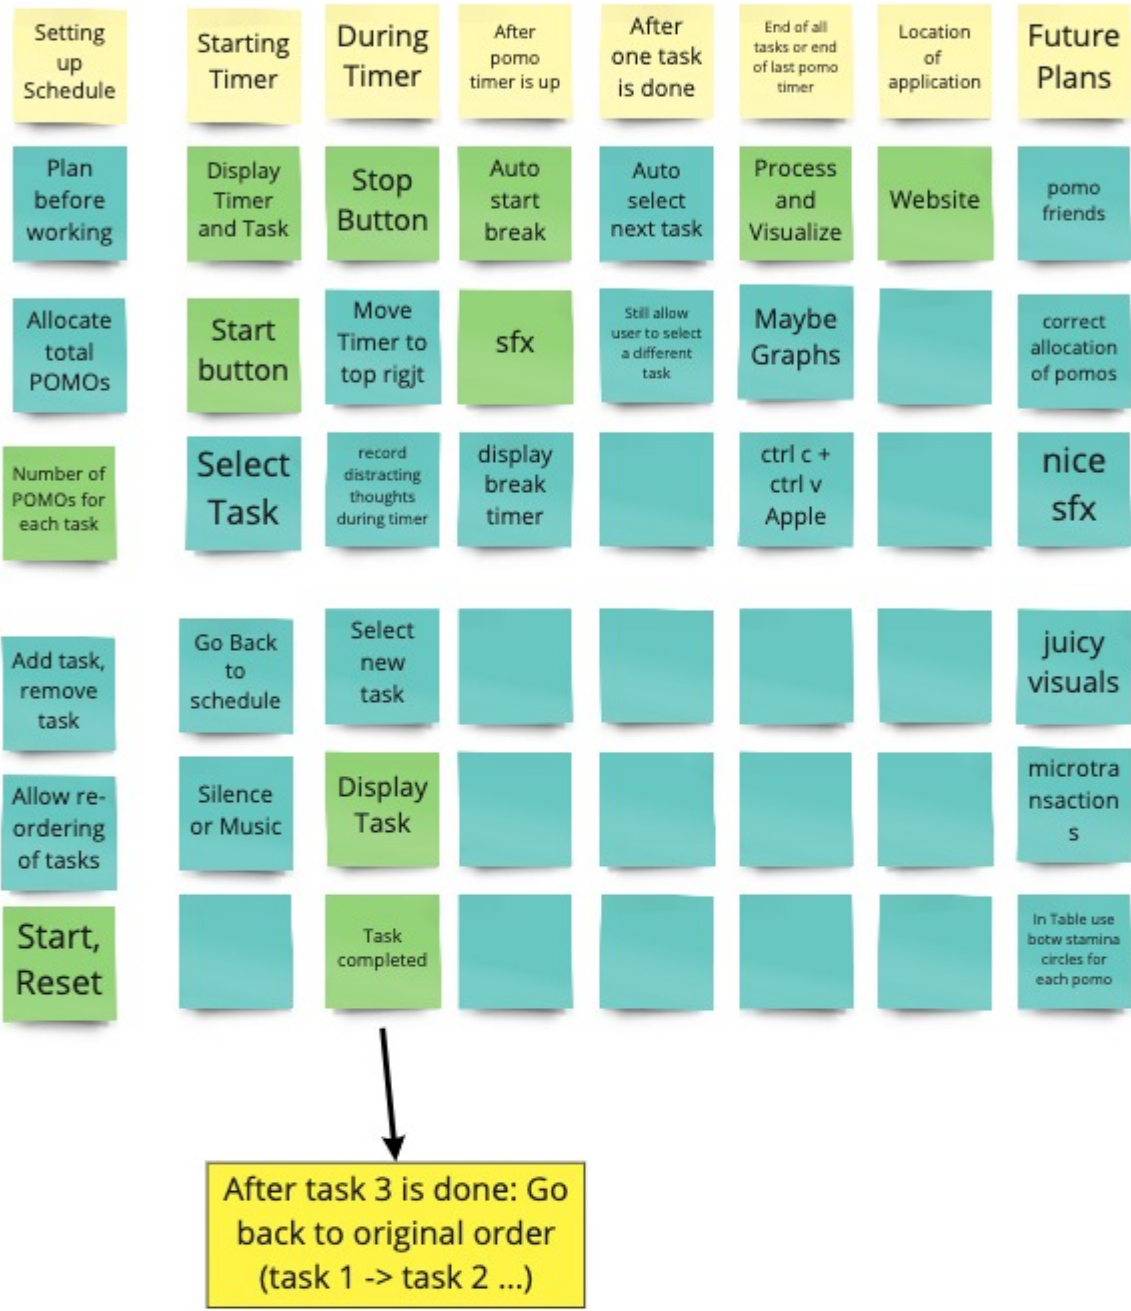 Setting
up
Schedule
Starting
Timer
During
Timer
After
pomo
timer is up
After
one task
is done
End of all
tasks or end
of last pomo
timer
Location
of
application
Future
Plans
Plan
before
working
Display
Timer
and Task
Stop
Button
Auto
start
break
Auto
select
next task
Process
and
Visualize
Website
pomo
friends
Allocate
total
POMOs
Start
button
Move
Timer to
top rigjt
sfx
Still allow
user to select
a different
task
Maybe
Graphs
correct
allocation
of pomos
Number of
POMOs for
each task
Select
Task
record
distracting
thoughts
during timer
display
break
timer
ctrl c +
ctrl v
Apple
nice
sfx
Add task,
remove
task
Go Back
to
schedule
Select
new
task
juicy
visuals
Allow re-
ordering
of tasks
Silence
or Music
Display
Task
microtra
nsaction
s
Start,
Reset
Task
completed
In Table use
botw stamina
circles for
each pomo
After task 3 is done: Go
back to original order
(task 1 -> task 2 ...)